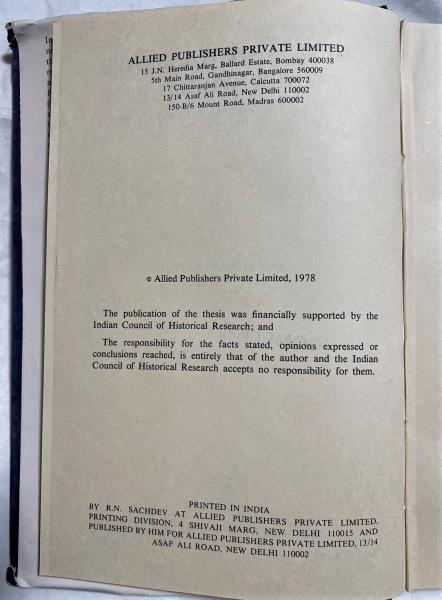 ALLIED PUBLISHERS PRIVATE LIMITED
15 J.N. Heredia Marg, Ballard Estate, Bombay 400038
5th Main Road, Gandhinagar, Bangalore 560009
17 Chittaranjan Avenue, Calcutta 700072
13/14 Asaf Ali Road, New Delhi 110002
150-B/6 Mount Road, Madras 600002
© Allied Publishers Private Limited, 1978
The publication of the thesis was financially supported by the
Indian Council of Historical Research; and
The responsibility for the facts stated, opinions expressed or
conclusions reached, is entirely that of the author and the Indian
Council of Historical Research accepts no responsibility for them.
PRINTED IN INDIA
BY R.N. SACHDEV AT ALLIED PUBLISHERS PRIVATE LIMITED,
PRINTING DIVISION, 4 SHIVAJI MARG, NEW DELHI 110015 AND
PUBLISHED BY HIM FOR ALLIED PUBLISHERS PRIVATE LIMITED, 13/14
ASAF ALI ROAD, NEW DELHI 110002